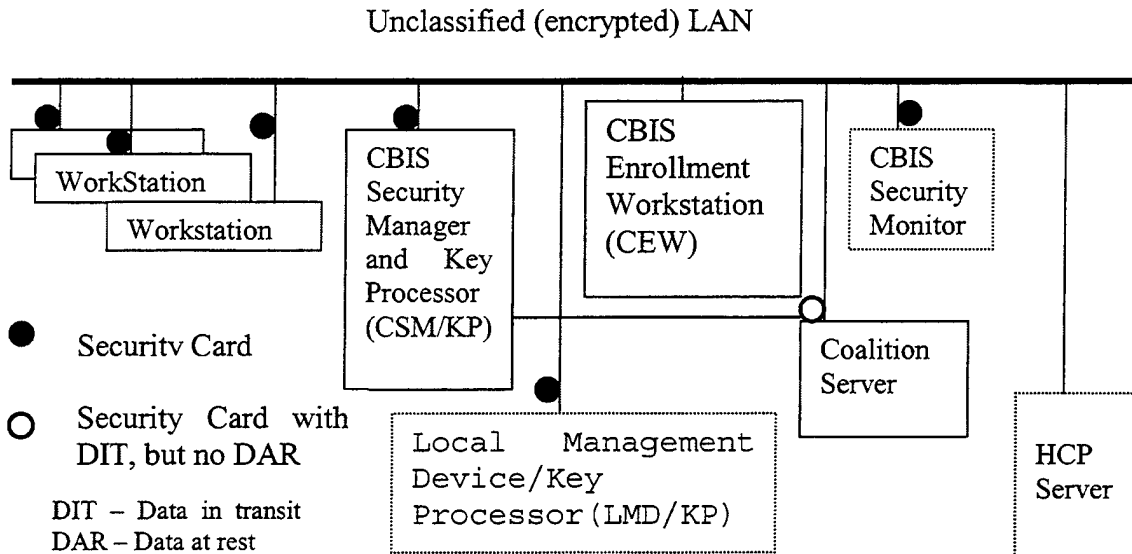 Unclassified (encrypted) LAN
WorkStation
Workstation
CBIS
Security
Manager
and Key
Processor
(CSM/KP)
CBIS
Enrollment
Workstation
(CEW)
CBIS
Security
Monitor
Security Card
Security Card with
DIT, but no DAR
DIT – Data in transit
DAR – Data at rest
Local Management
Device/Key
Processor(LMD/KP)
Coalition
Server
HCP
Server